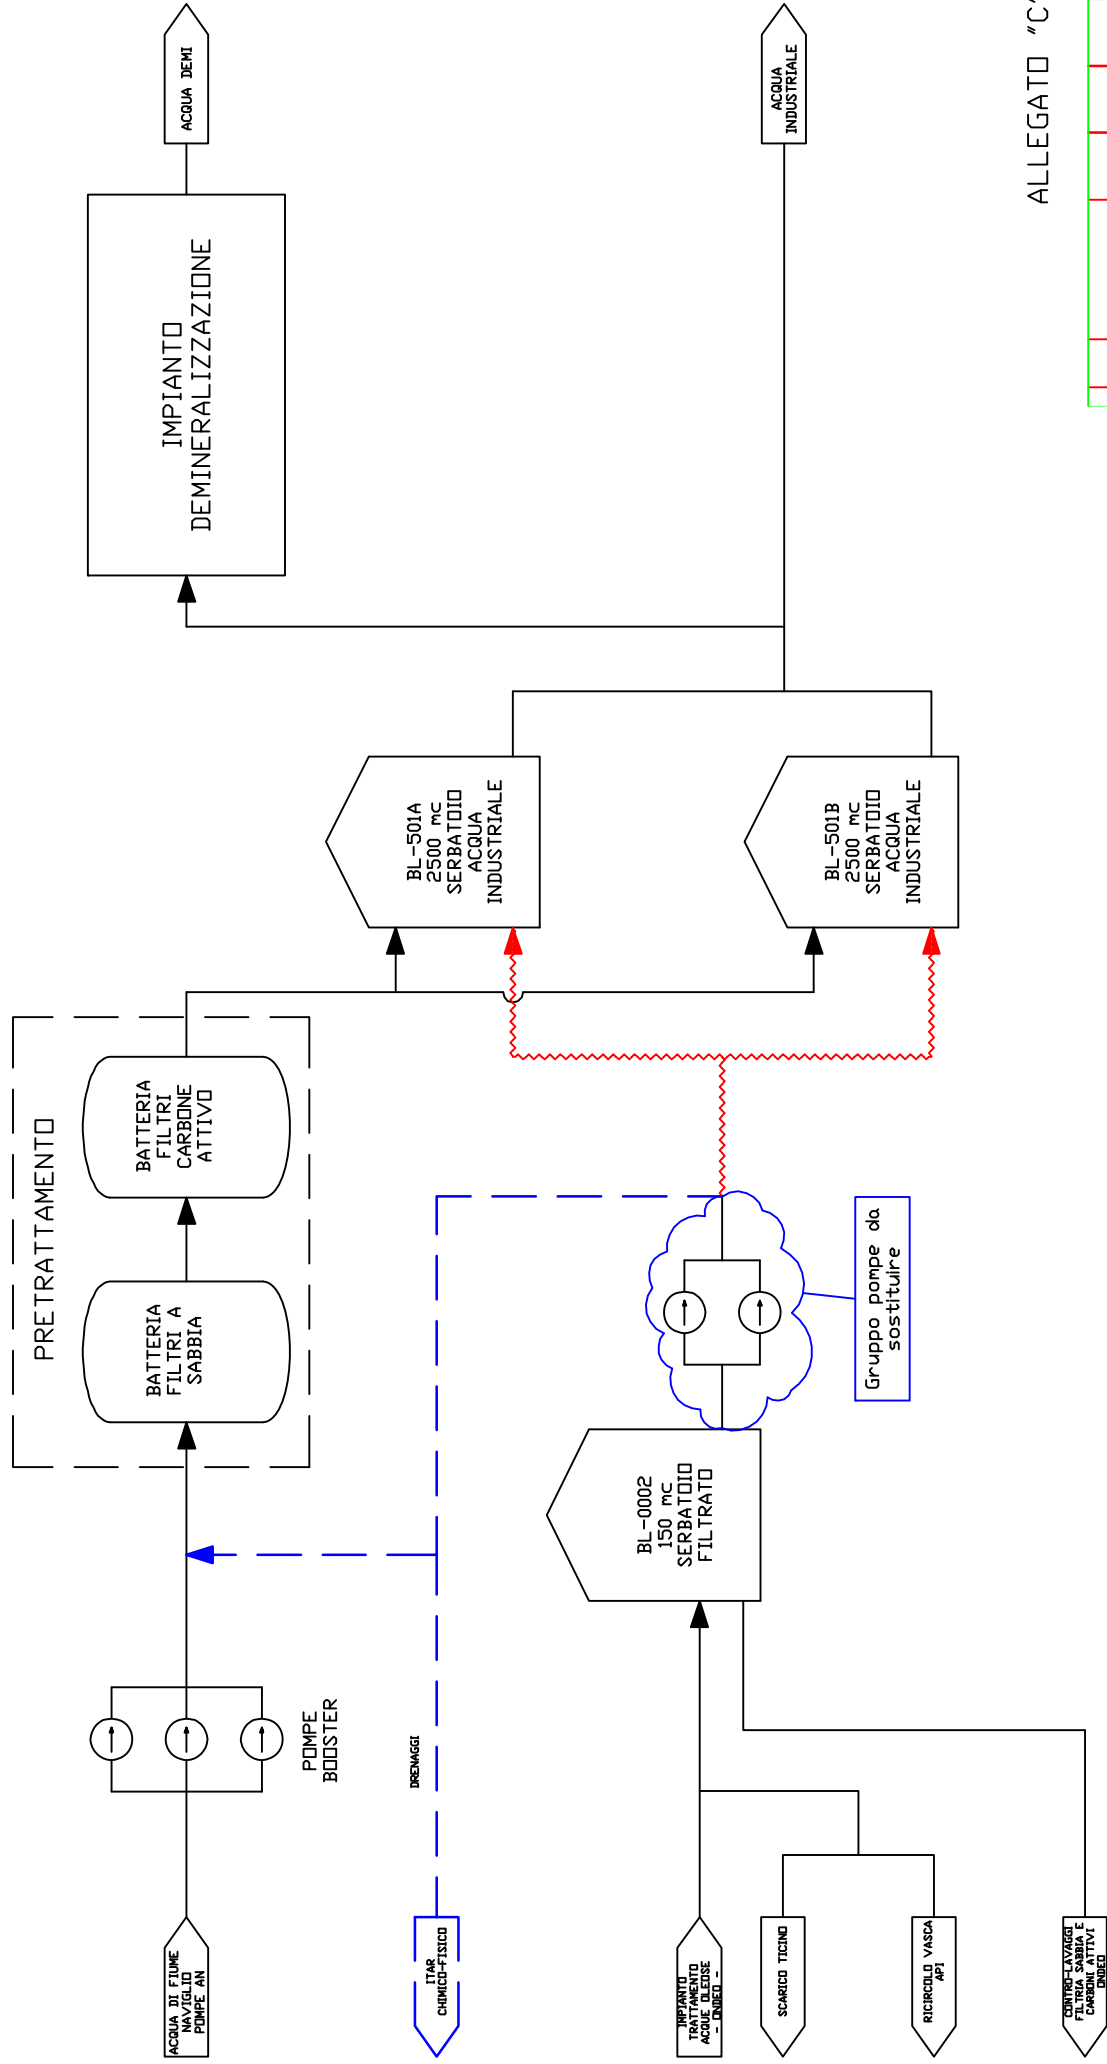 ACQUA DEMI
ACQUA
INDUSTRIALE
ALLEGATO "C"
IMPIANTO
DEMINERALIZZAZIONE
BL-501A
2500 mc
SERBATOIO
ACQUA
INDUSTRIALE
BL-501B
2500 mc
SERBATOIO
ACQUA
INDUSTRIALE
PRETRATTAMENTO
BATTERIA
FILTRI
CARBONE
ATTIVO
BATTERIA
FILTRI A
SABBIA
Gruppo pompe da
sostituire
BL-0002
150 mc
SERBATOIO
FILTRATO
POMPE
BOOSTER
DRENAGGI
ACQUA DI FIUME
NAVIGLIO
POMPE AN
ITAR
CHIMICO-FISICO
IMPIANTO
TRATTAMENTO
ACQUE OLEOSE
- ONDEO -
SCARICO TICINO
RICIRCOLO VASCA
API
CONTRO-LAVAGGI
FILTRIA SABBIA E
CARBONI ATTIVI
ONDEO